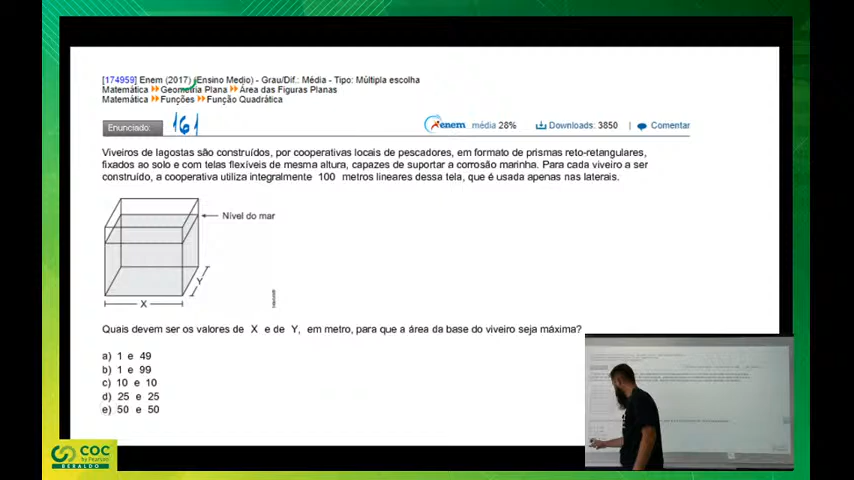 [174959] Enem (2017) (Ensino Medio) - Grau/Dif.: Média - Tipo: Múltipla escolha
Matemática Geometria Plana Área das Figuras Planas
Matemática Funções Função Quadrática
Enunciado: 161 enem média 28% Downloads: 3850 | Comentar
Viveiros de lagostas são construídos, por cooperativas locais de pescadores, em formato de prismas reto-retangulares,
fixados ao solo e com telas flexíveis de mesma altura, capazes de suportar a corrosão marinha. Para cada viveiro a ser
construído, a cooperativa utiliza integralmente 100 metros lineares dessa tela, que é usada apenas nas laterais.
Nível do mar
Y
X
Quais devem ser os valores de X e de Y, em metro, para que a área da base do viveiro seja máxima?
a) 1 e 49
b) 1 e 99
c) 10 e 10
d) 25 e 25
e) 50 e 50
COC
by Pearson
BERALDO